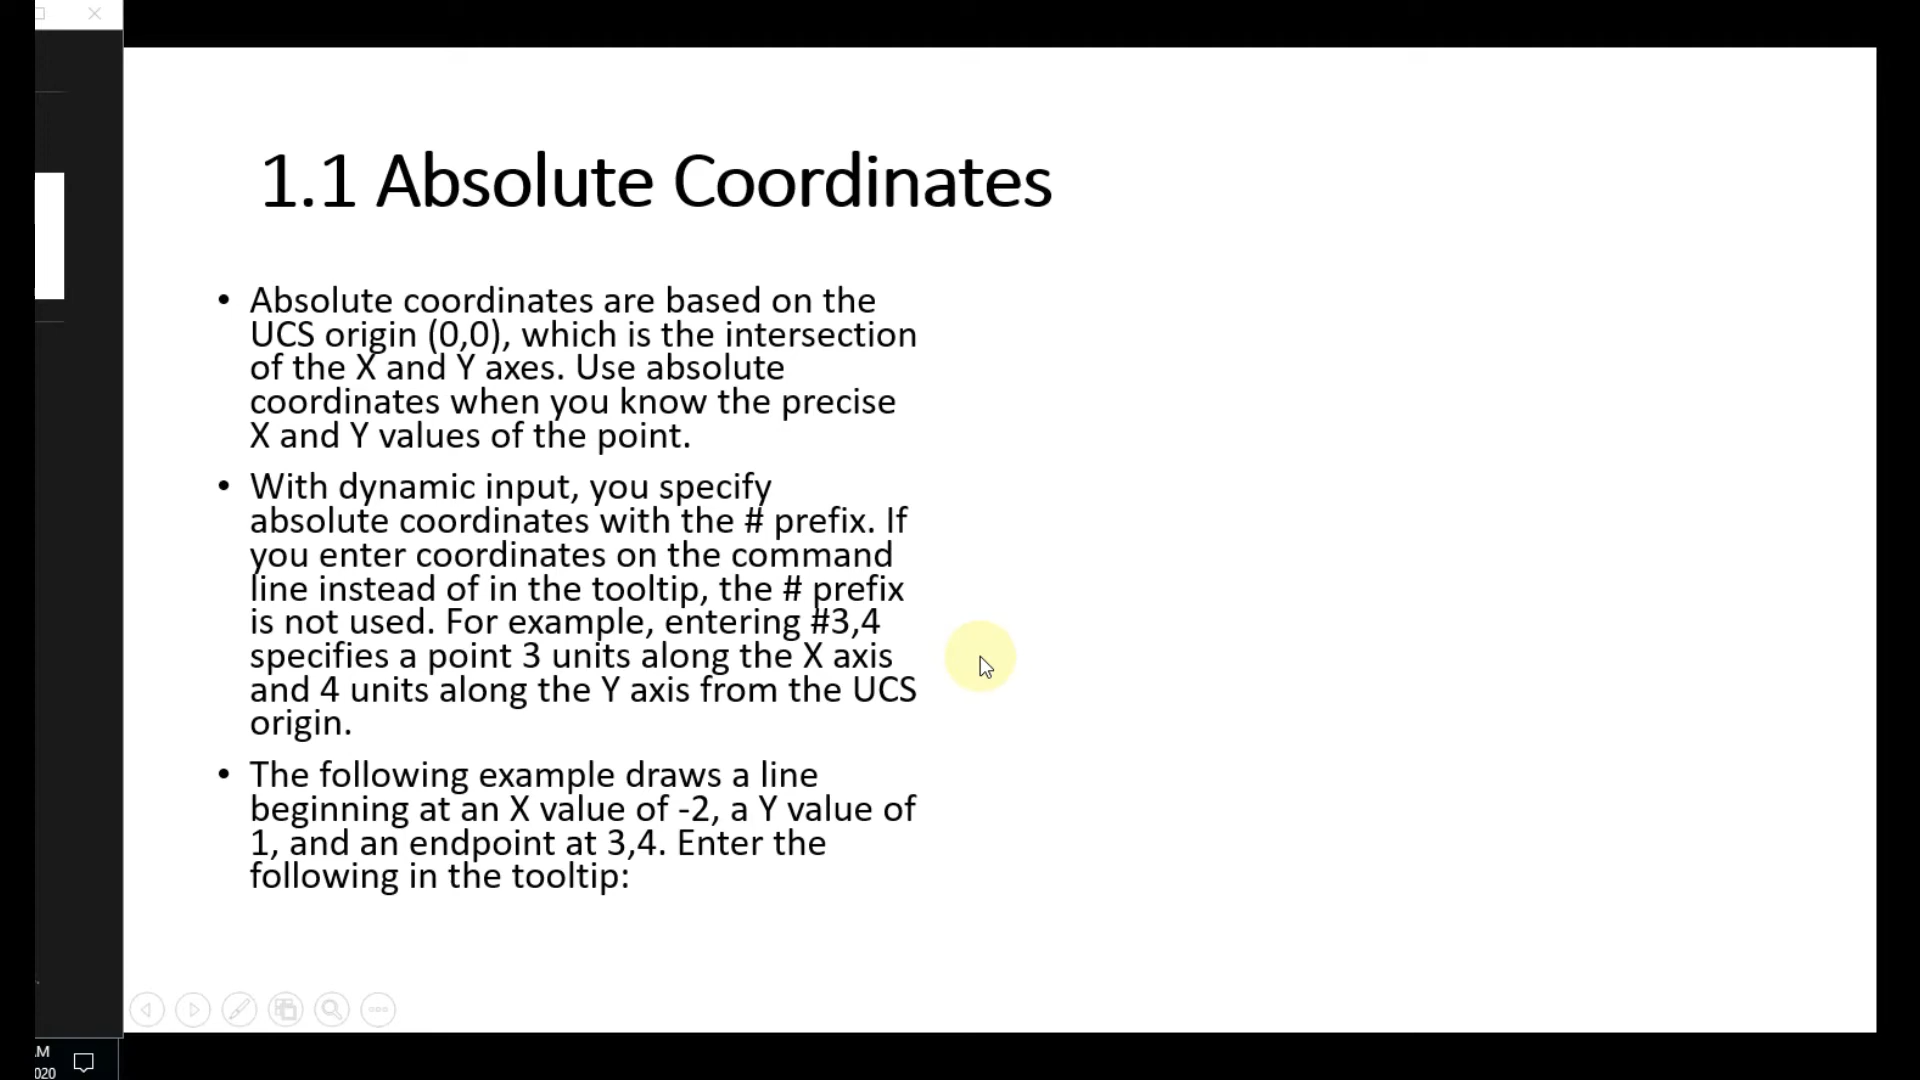 1.1 Absolute Coordinates
• Absolute coordinates are based on the
UCS origin (0,0), which is the intersection
of the X and Y axes. Use absolute
coordinates when you know the precise
X and Y values of the point.
• With dynamic input, you specify
absolute coordinates with the # prefix. If
you enter coordinates on the command
line instead of in the tooltip, the # prefix
is not used. For example, entering #3,4
specifies a point 3 units along the X axis
and 4 units along the Y axis from the UCS
origin.
• The following example draws a line
beginning at an X value of -2, a Y value of
1, and an endpoint at 3,4. Enter the
following in the tooltip:
AM
020